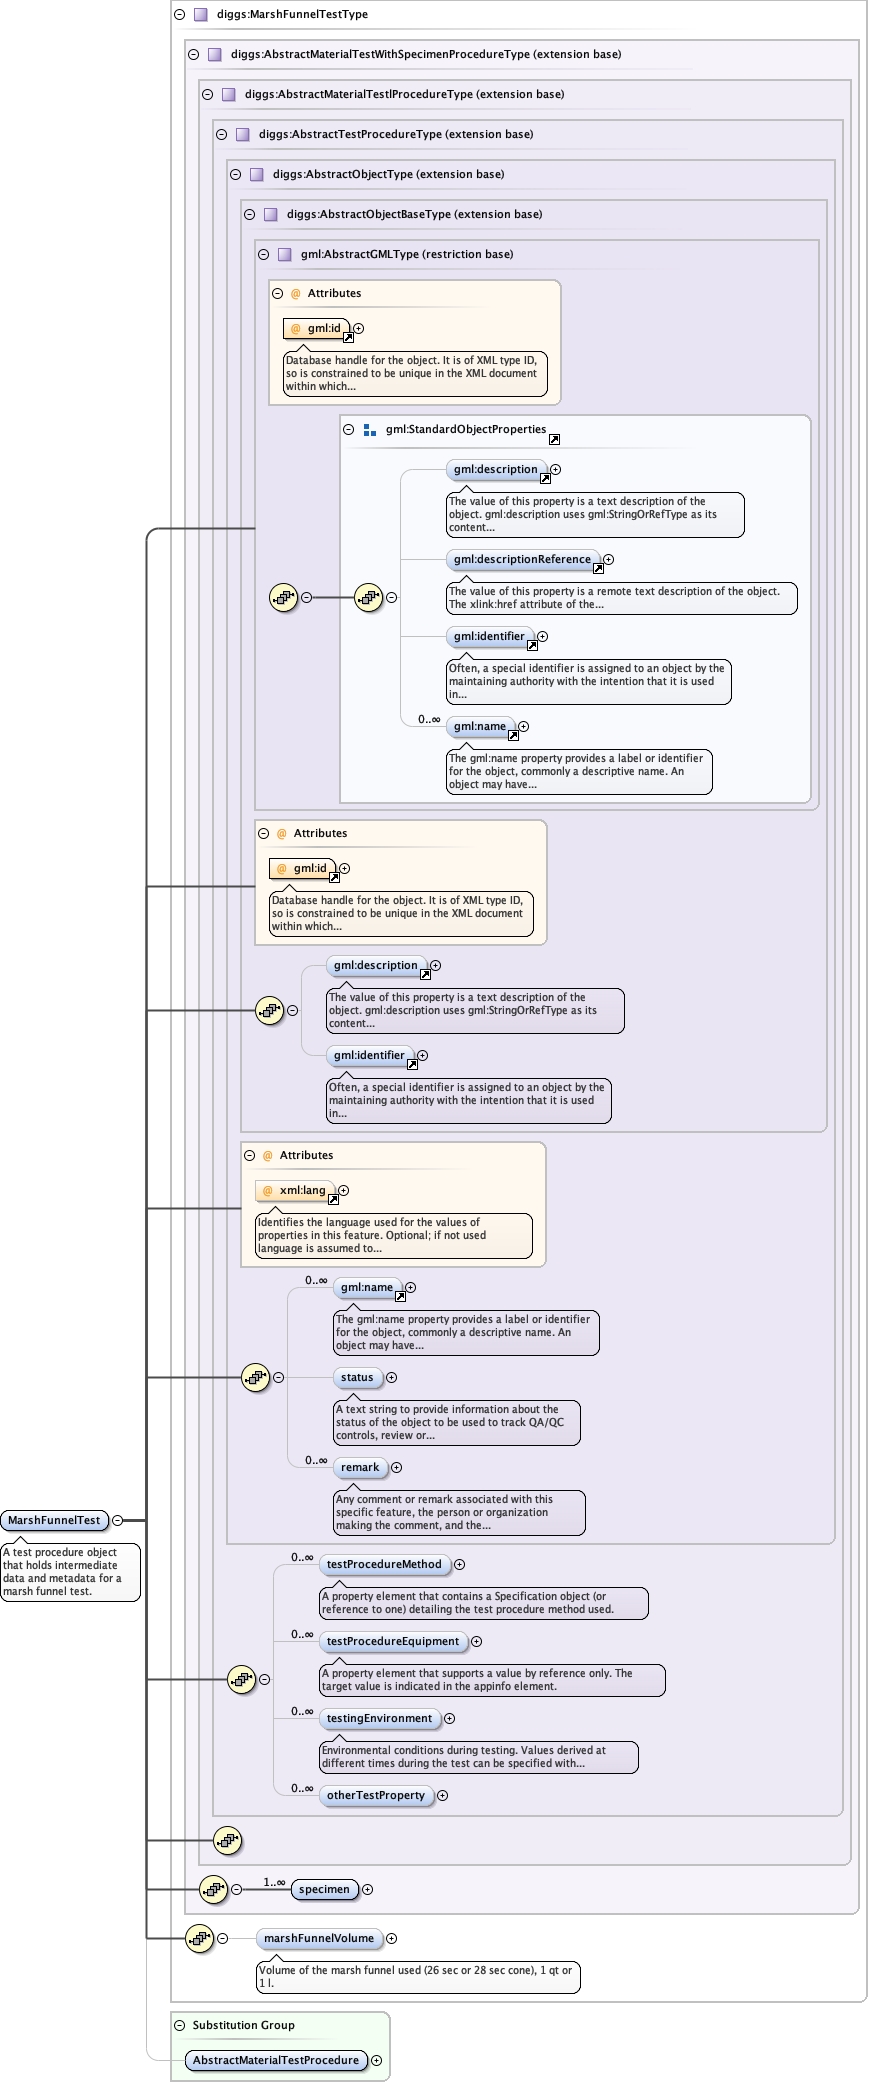 diggs:MarshFunnelTestType
diggs:AbstractMaterialTestWithSpecimenProcedureType (extension base)
diggs:AbstractMaterialTestlProcedureType (extension base)
diggs:AbstractTestProcedureType (extension base)
diggs:AbstractObjectType (extension base)
diggs:AbstractObjectBaseType (extension base)
gml:AbstractGMLType (restriction base)
@ Attributes
@ gml:id
Database handle for the object. It is of XML type ID,
so is constrained to be unique in the XML document
within which...
gml:StandardObjectProperties
gml:description
The value of this property is a text description of the
object. gml:description uses gml:StringOrRefType as its
content...
gml:descriptionReference
The value of this property is a remote text description of the object.
The xlink:href attribute of the...
gml:identifier
Often, a special identifier is assigned to an object by the
maintaining authority with the intention that it is used
in...
0..∞
gml:name
The gml:name property provides a label or identifier
for the object, commonly a descriptive name. An
object may have...
@ Attributes
@ gml:id
Database handle for the object. It is of XML type ID,
so is constrained to be unique in the XML document
within which...
gml:description
The value of this property is a text description of the
object. gml:description uses gml:StringOrRefType as its
content...
gml:identifier
Often, a special identifier is assigned to an object by the
maintaining authority with the intention that it is used
in...
@ Attributes
@ xml:lang
Identifies the language used for the values of
properties in this feature. Optional; if not used
language is assumed to...
0..∞
gml:name
The gml:name property provides a label or identifier
for the object, commonly a descriptive name. An
object may have...
status
A text string to provide information about the
status of the object to be used to track QA/QC
controls, review or...
0..∞
remark
Any comment or remark associated with this
specific feature, the person or organization
making the comment, and the...
MarshFunnelTest
A test procedure object
that holds intermediate
data and metadata for a
marsh funnel test.
0..∞
testProcedureMethod
A property element that contains a Specification object (or
reference to one) detailing the test procedure method used.
0..∞
testProcedureEquipment
A property element that supports a value by reference only. The
target value is indicated in the appinfo element.
0..∞
testingEnvironment
Environmental conditions during testing. Values derived at
different times during the test can be specified with...
0..∞
otherTestProperty
1..∞
specimen
marshFunnelVolume
Volume of the marsh funnel used (26 sec or 28 sec cone), 1 qt or
1 l.
Substitution Group
AbstractMaterialTestProcedure